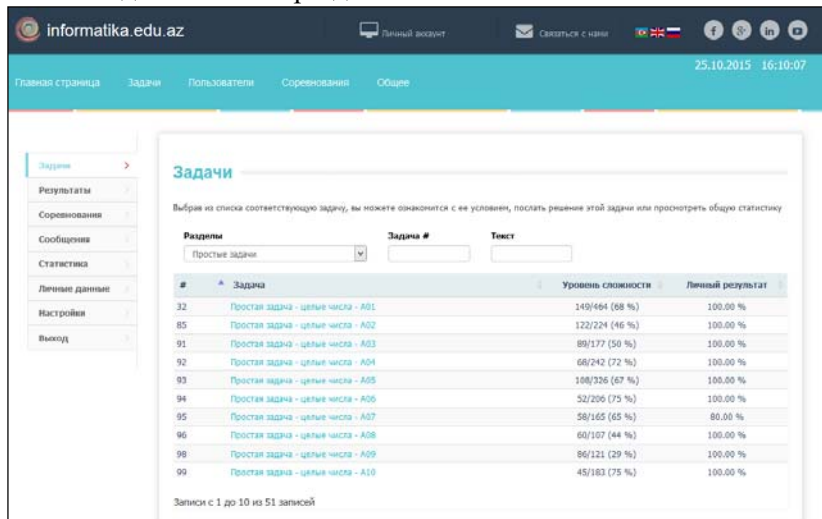 informatika.edu.az
Личный аккаунт
Связаться с нами
25.10.2015 16:10:07
Главная страница Задачи Пользователи Соревнования Общее
Задачи
Результаты
Соревнования
Сообщения
Статистика
Личные данные
Настройки
Выход
Задачи
Выбрав из списка соответствующую задачу, вы можете ознакомится с ее условием, послать решение этой задачи или просмотреть общую статистику
Разделы Задача # Текст
Простые задачи
# Задача Уровень сложности Личный результат
32 Простая задача - целые числа - A01 149/464 (68 %) 100.00 %
85 Простая задача - целые числа - A02 122/224 (46 %) 100.00 %
91 Простая задача - целые числа - A03 89/177 (50 %) 100.00 %
92 Простая задача - целые числа - A04 68/242 (72 %) 100.00 %
93 Простая задача - целые числа - A05 108/326 (67 %) 100.00 %
94 Простая задача - целые числа - A06 52/206 (75 %) 100.00 %
95 Простая задача - целые числа - A07 58/165 (65 %) 80.00 %
96 Простая задача - целые числа - A08 60/107 (44 %) 100.00 %
98 Простая задача - целые числа - A09 86/121 (29 %) 100.00 %
99 Простая задача - целые числа - A10 45/183 (75 %) 100.00 %
Записи с 1 до 10 из 51 записей